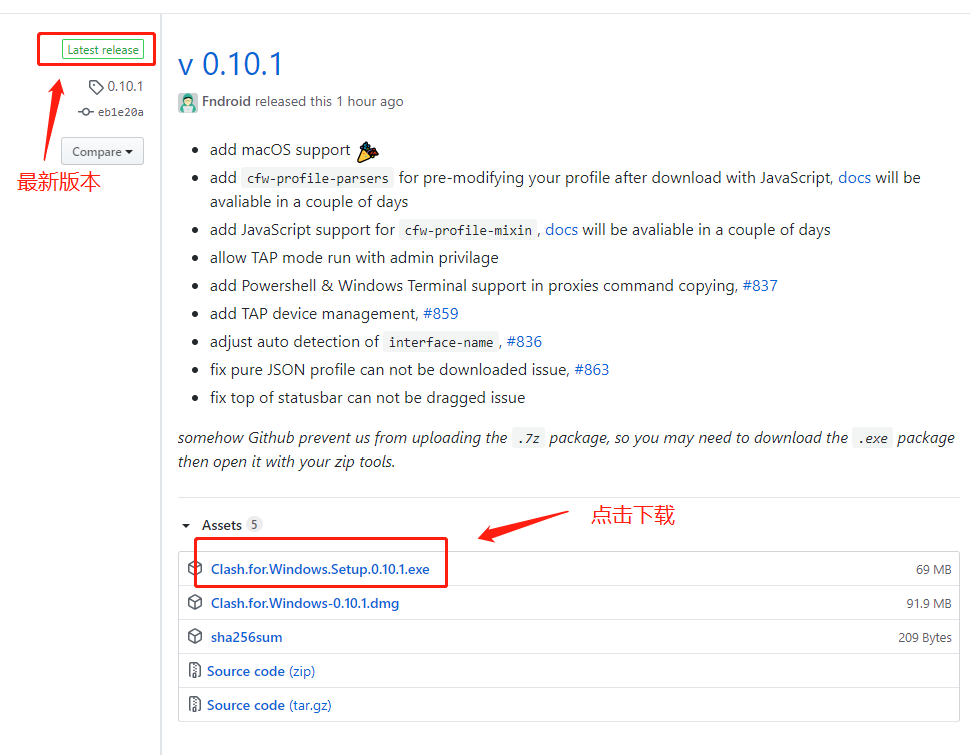 Latest release
0.10.1
eb1e20a
Compare
最新版本
v 0.10.1
Fndroid released this 1 hour ago
add macOS support
add cfw-profile-parsers for pre-modifying your profile after download with JavaScript, docs will be
avaliable in a couple of days
add JavaScript support for cfw-profile-mixin , docs will be avaliable in a couple of days
allow TAP mode run with admin privilage
add Powershell & Windows Terminal support in proxies command copying, #837
add TAP device management, #859
adjust auto detection of interface-name , #836
fix pure JSON profile can not be downloaded issue, #863
fix top of statusbar can not be dragged issue
somehow Github prevent us from uploading the .7z package, so you may need to download the .exe package
then open it with your zip tools.
Assets 5
点击下载
Clash.for.Windows.Setup.0.10.1.exe 69 MB
Clash.for.Windows-0.10.1.dmg 91.9 MB
sha256sum 209 Bytes
Source code (zip)
Source code (tar.gz)